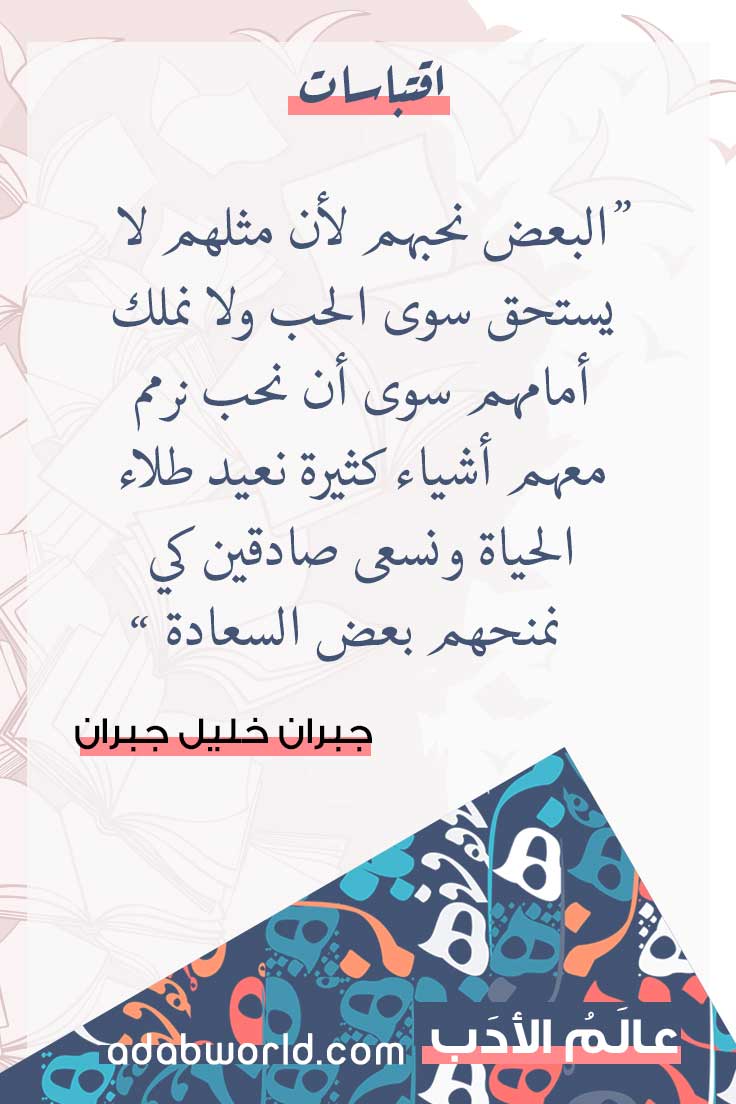 اقتباسات
”البعض نحبهم لأن مثلهم لا
يستحق سوى الحب ولا نملك
أمامهم سوى أن نحب نرمم
معهم أشياء كثيرة نعيد طلاء
الحياة ونسعى صادقين كي
نمنحهم بعض السعادة “
جبران خليل جبران
عالَمُ الأدَب
adabworld.com